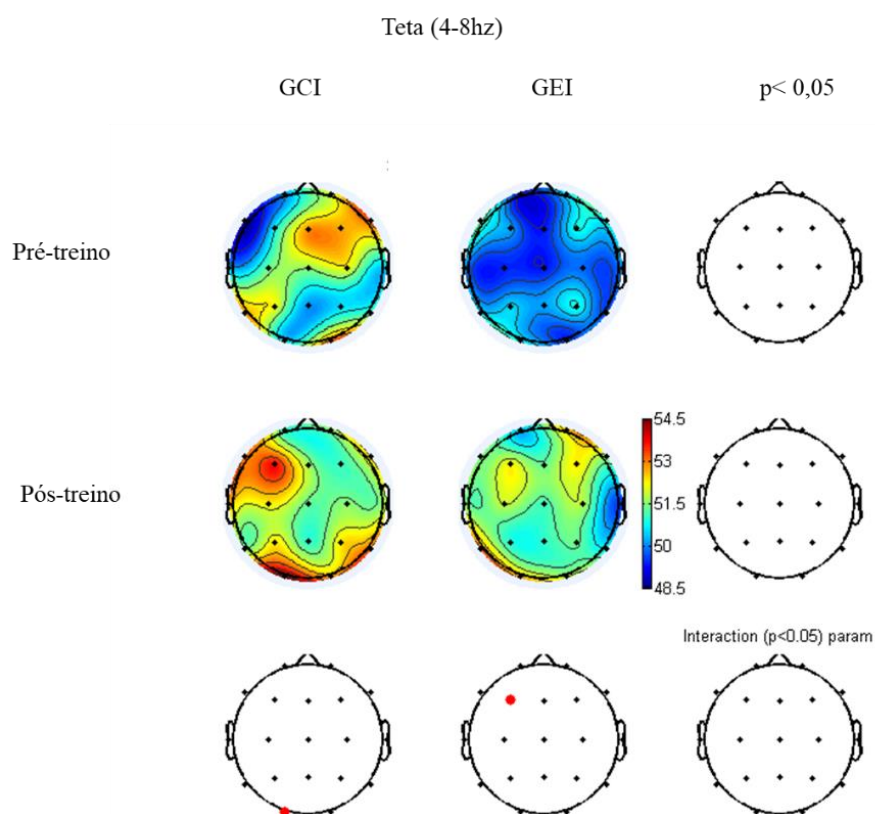 Teta (4-8hz)
GCI GEI p< 0,05
Pré-treino
Pós-treino
54.5
53
51.5
50
48.5
Interaction (p<0.05) param